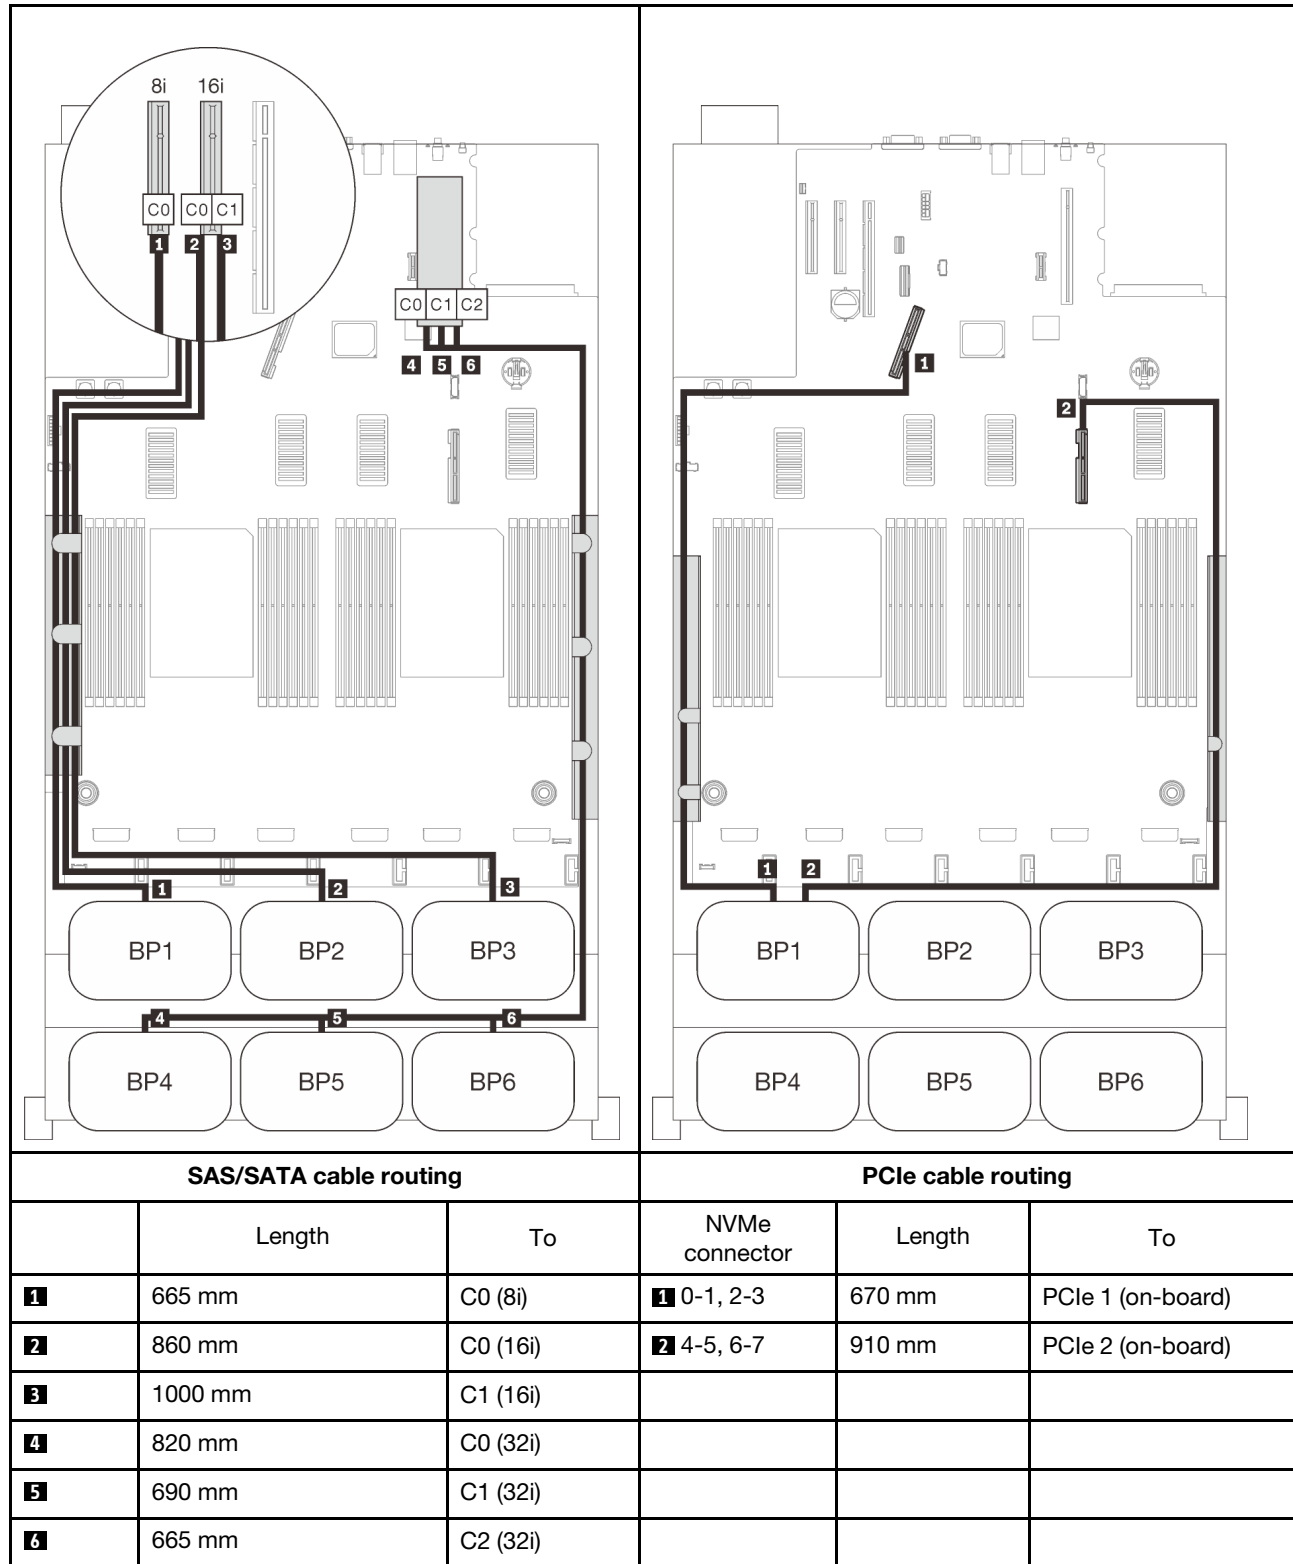 8i 16i
C0 C0 C1
1 2 3
C0 C1 C2
4 5 6
1 2 3
BP1 BP2 BP3
4 5 6
BP4 BP5 BP6
1
2
1 2
BP1 BP2 BP3
BP4 BP5 BP6
SAS/SATA cable routing PCIe cable routing
Length To NVMe connector Length To
1 665 mm C0 (8i) 1 0-1, 2-3 670 mm PCIe 1 (on-board)
2 860 mm C0 (16i) 2 4-5, 6-7 910 mm PCIe 2 (on-board)
3 1000 mm C1 (16i)
4 820 mm C0 (32i)
5 690 mm C1 (32i)
6 665 mm C2 (32i)